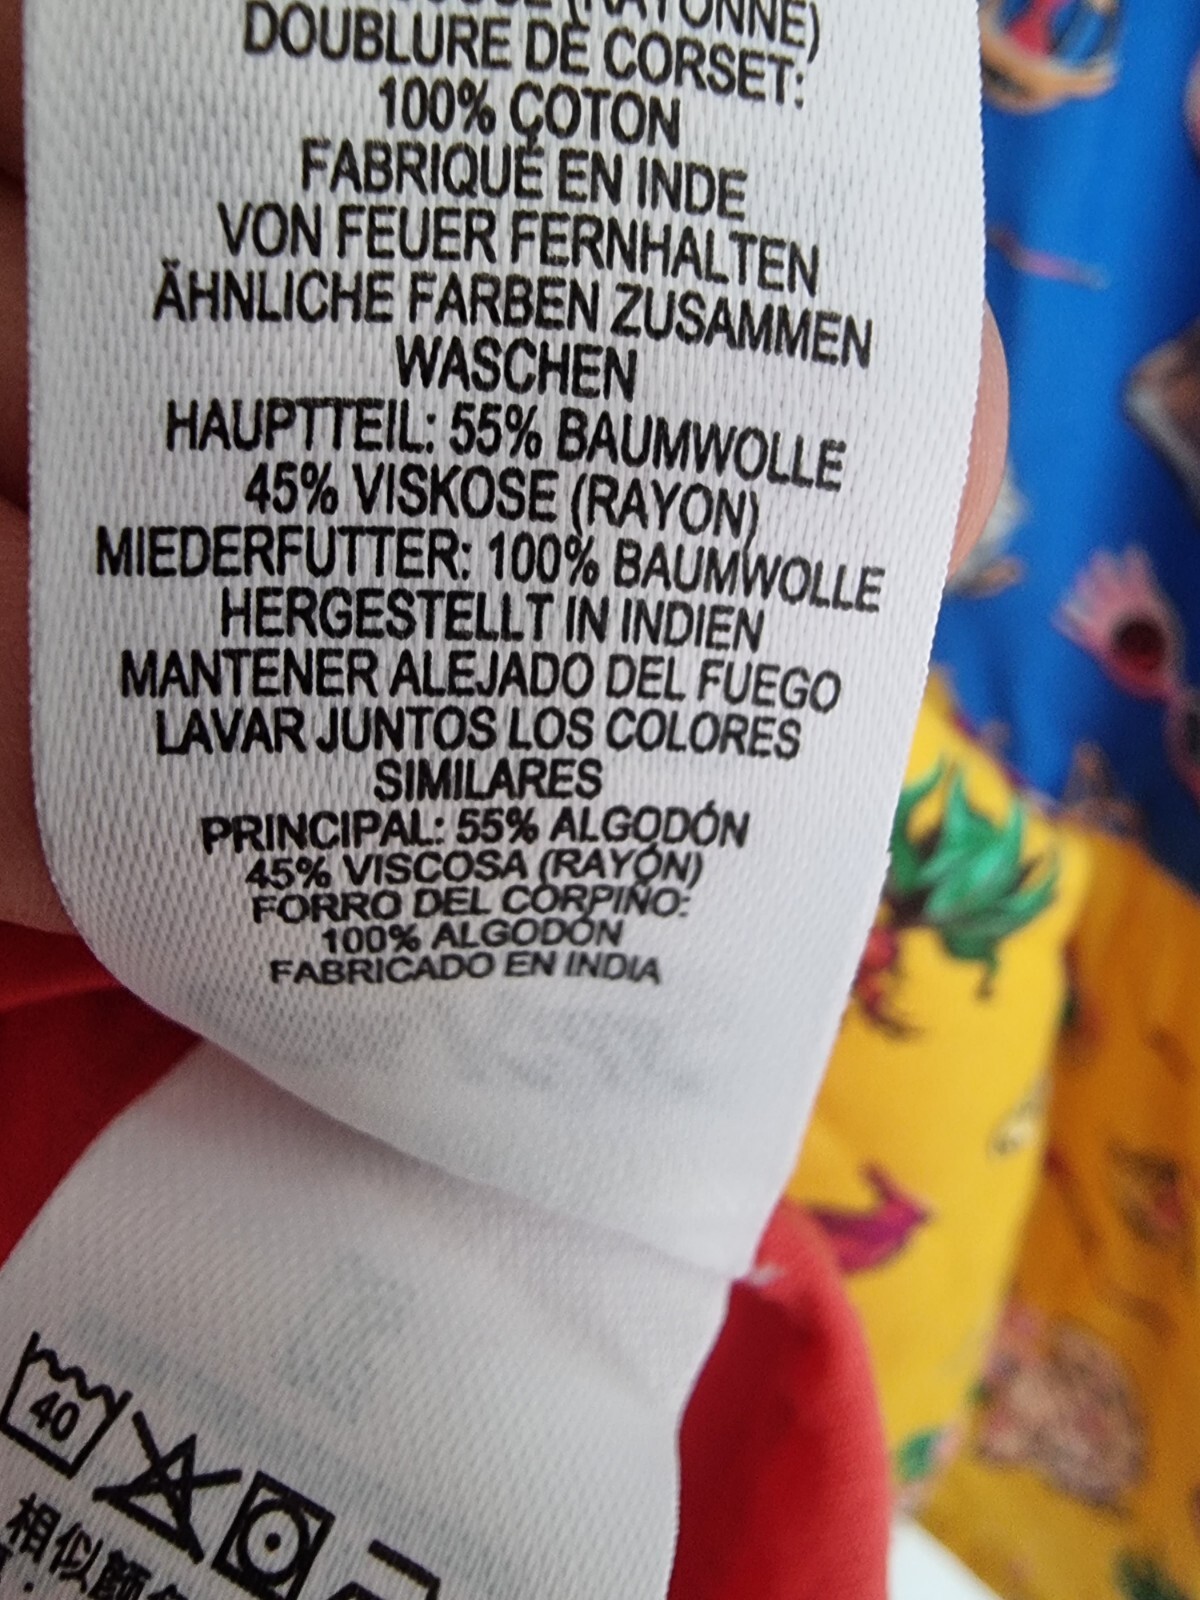 (RAYONNE)
DOUBLURE DE CORSET:
100% COTON
FABRIQUÉ EN INDE
VON FEUER FERNHALTEN
ÄHNLICHE FARBEN ZUSAMMEN
WASCHEN
HAUPTTEIL: 55% BAUMWOLLE
45% VISKOSE (RAYON)
MIEDERFUTTER: 100% BAUMWOLLE
HERGESTELLT IN INDIEN
MANTENER ALEJADO DEL FUEGO
LAVAR JUNTOS LOS COLORES
SIMILARES
PRINCIPAL: 55% ALGODÓN
45% VISCOSA (RAYÓN)
FORRO DEL CORPIÑO:
100% ALGODÓN
FABRICADO EN INDIA
40
相似颜